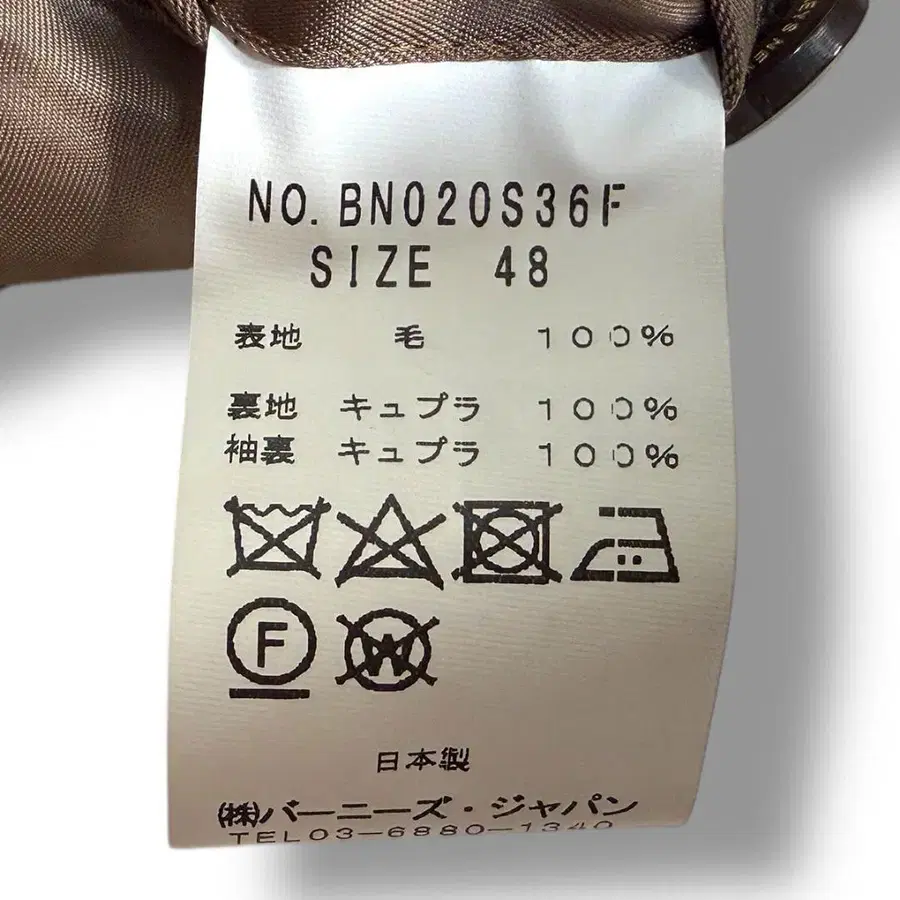 NO. BN020S36F
SIZE 48
表地 毛 100%
裏地 キュプラ 100%
袖裏 キュプラ 100%
F
W
日本製
(株)バーニーズ・ジャパン
TEL03-6880-1340